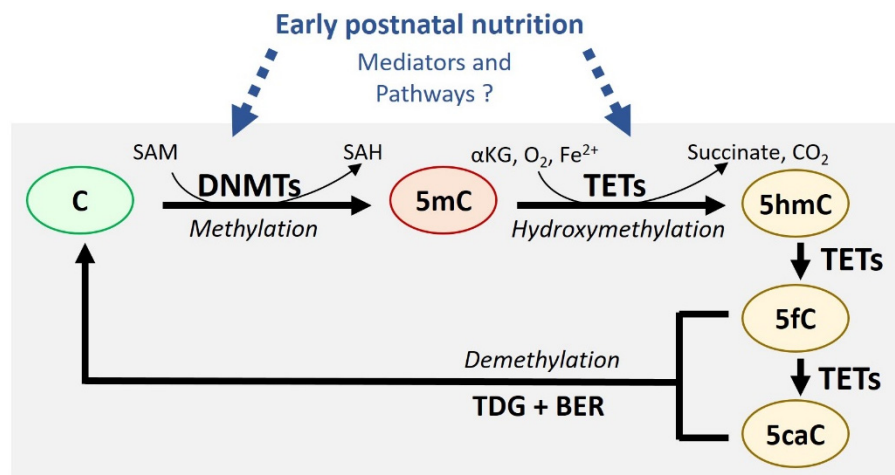 Early postnatal nutrition
Mediators and
Pathways ?
SAM
SAH
αKG, O₂, Fe²⁺
Succinate, CO₂
C
DNMTs
5mC
TETs
5hmC
Methylation
Hydroxymethylation
TETs
5fC
Demethylation
TETs
TDG + BER
5caC